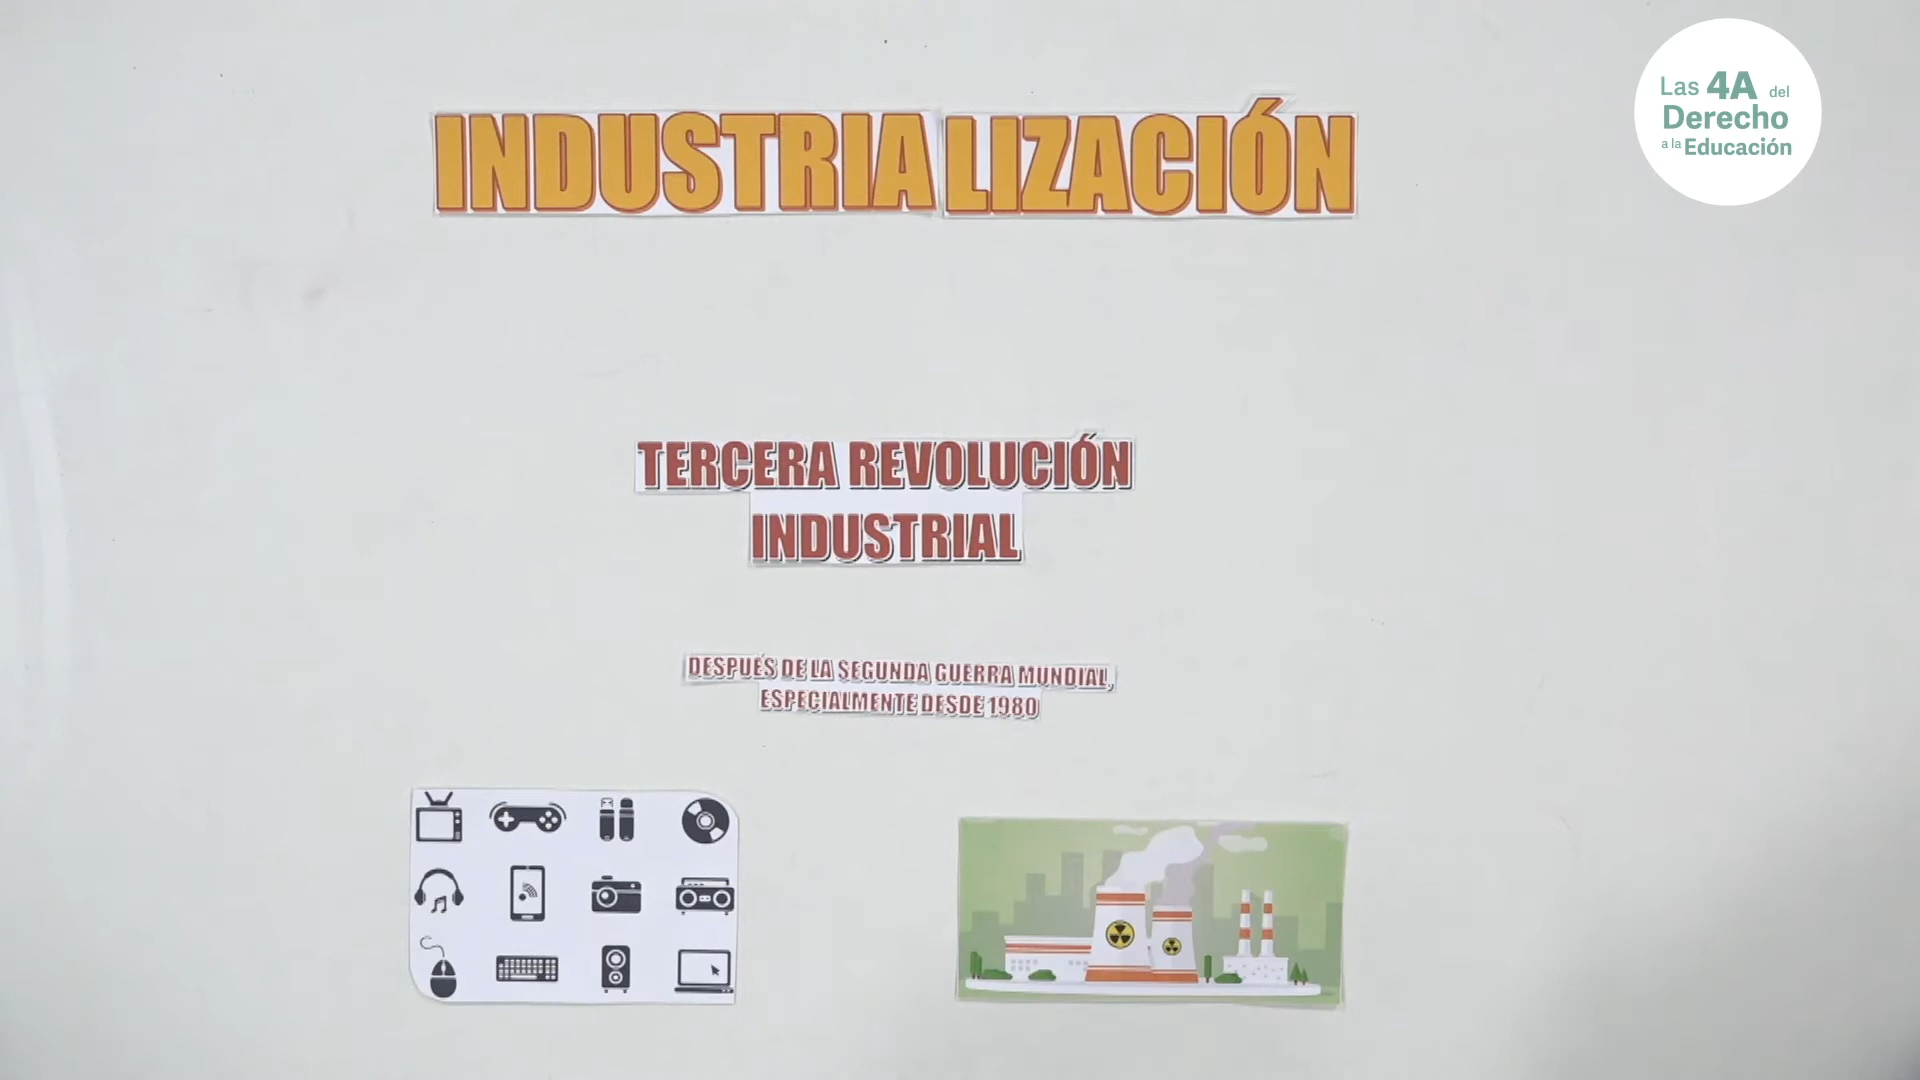 INDUSTRIALIZACIÓN
Las 4A del
Derecho
a la Educación
TERCERA REVOLUCIÓN
INDUSTRIAL
DESPUÉS DE LA SEGUNDA GUERRA MUNDIAL,
ESPECIALMENTE DESDE 1980